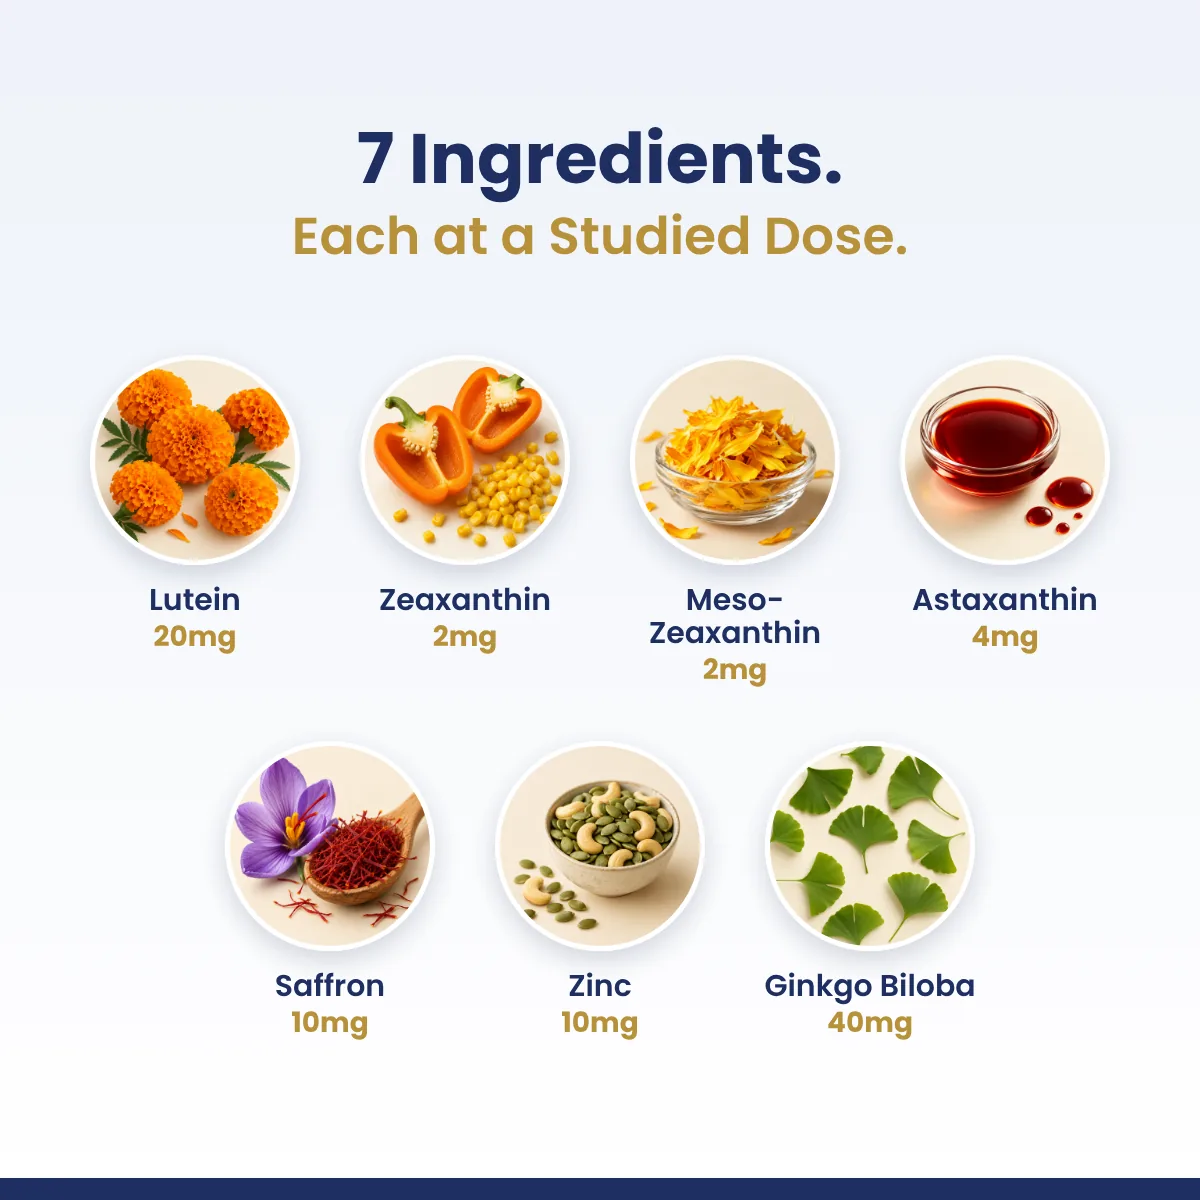 7 Ingredients.
Each at a Studied Dose.
Lutein
20mg
Zeaxanthin
2mg
Meso-
Zeaxanthin
2mg
Astaxanthin
4mg
Saffron
10mg
Zinc
10mg
Ginkgo Biloba
40mg